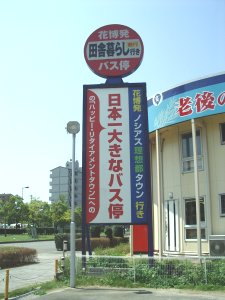 花博発
田舎暮らし
行き
バス停
日本一大きなバス停
の「ハッピー・リタイアメントタウン」への
花博発 ノシアス理想郷タウン 行き
老後の